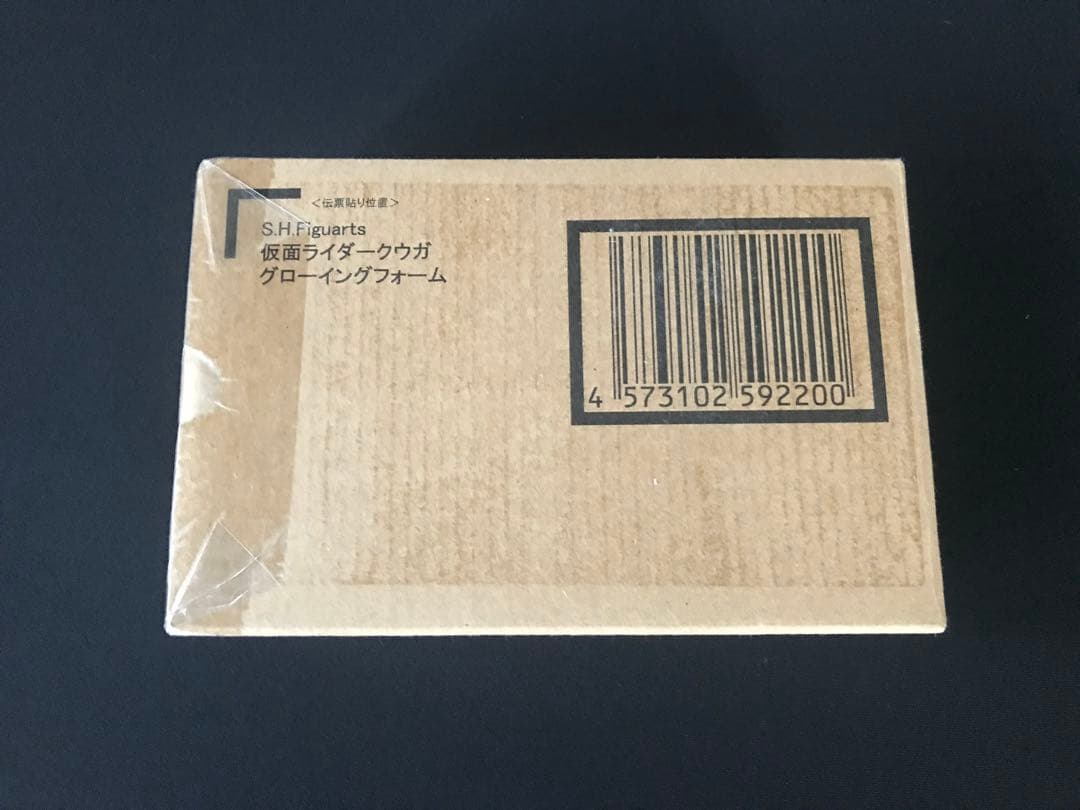 <伝票貼り位置>
S.H.Figuarts
仮面ライダークウガ
グローイングフォーム
4 573102 592200